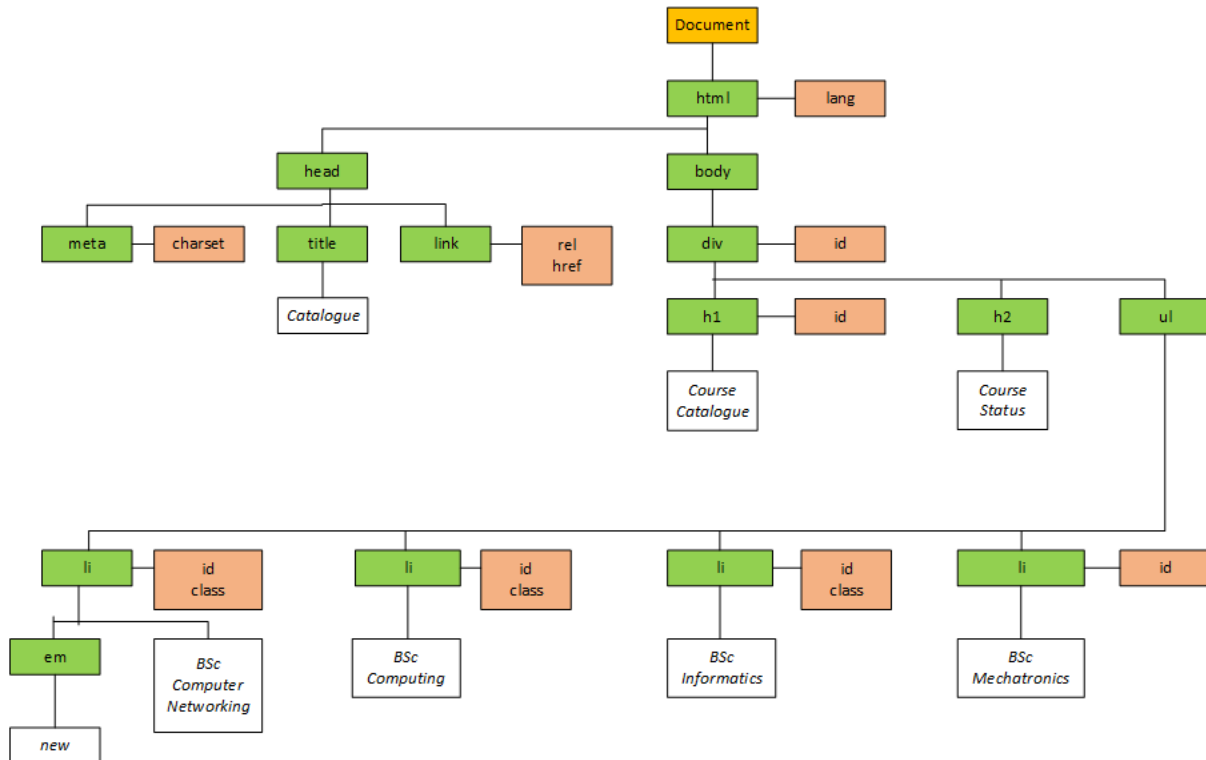 Document
html
lang
head
body
meta
charset
title
link
rel
href
div
id
Catalogue
h1
id
h2
ul
Course
Catalogue
Course
Status
li
id
class
li
id
class
li
id
class
li
id
em
BSc
Computer
Networking
BSc
Computing
BSc
Informatics
BSc
Mechatronics
new